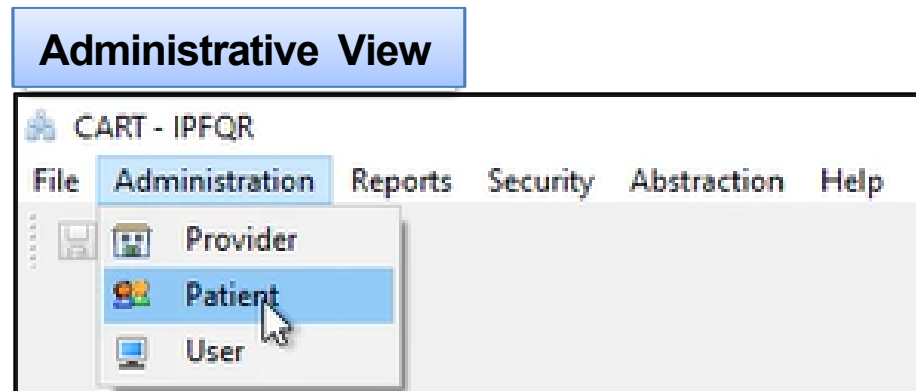 Administrative View
CART - IPFQR
File Administration Reports Security Abstraction Help
Provider
Patient
User